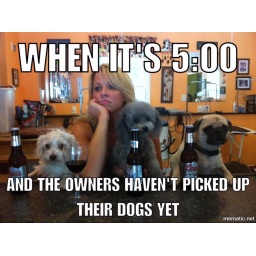 WHEN IT'S 5:00
AND THE OWNERS HAVEN'T PICKED UP
THEIR DOGS YET
mematic.net